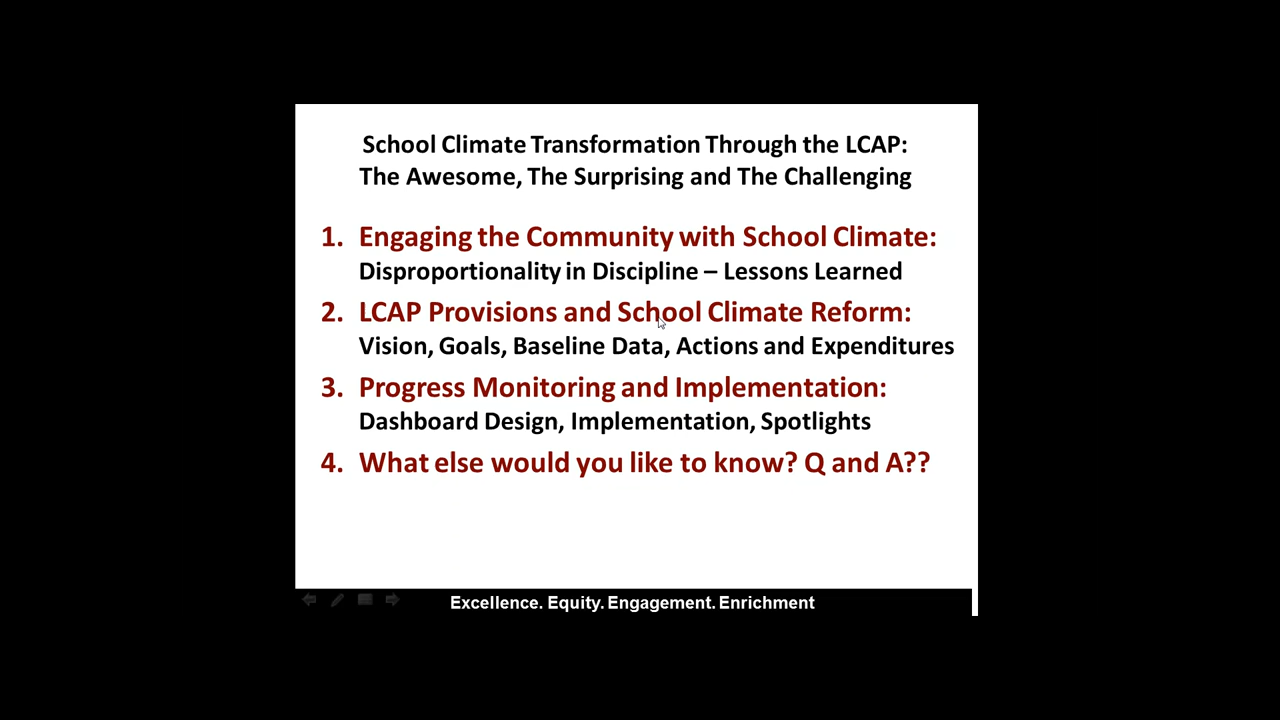 School Climate Transformation Through the LCAP:
The Awesome, The Surprising and The Challenging
1. Engaging the Community with School Climate:
Disproportionality in Discipline – Lessons Learned
2. LCAP Provisions and School Climate Reform:
Vision, Goals, Baseline Data, Actions and Expenditures
3. Progress Monitoring and Implementation:
Dashboard Design, Implementation, Spotlights
4. What else would you like to know? Q and A??
Excellence. Equity. Engagement. Enrichment